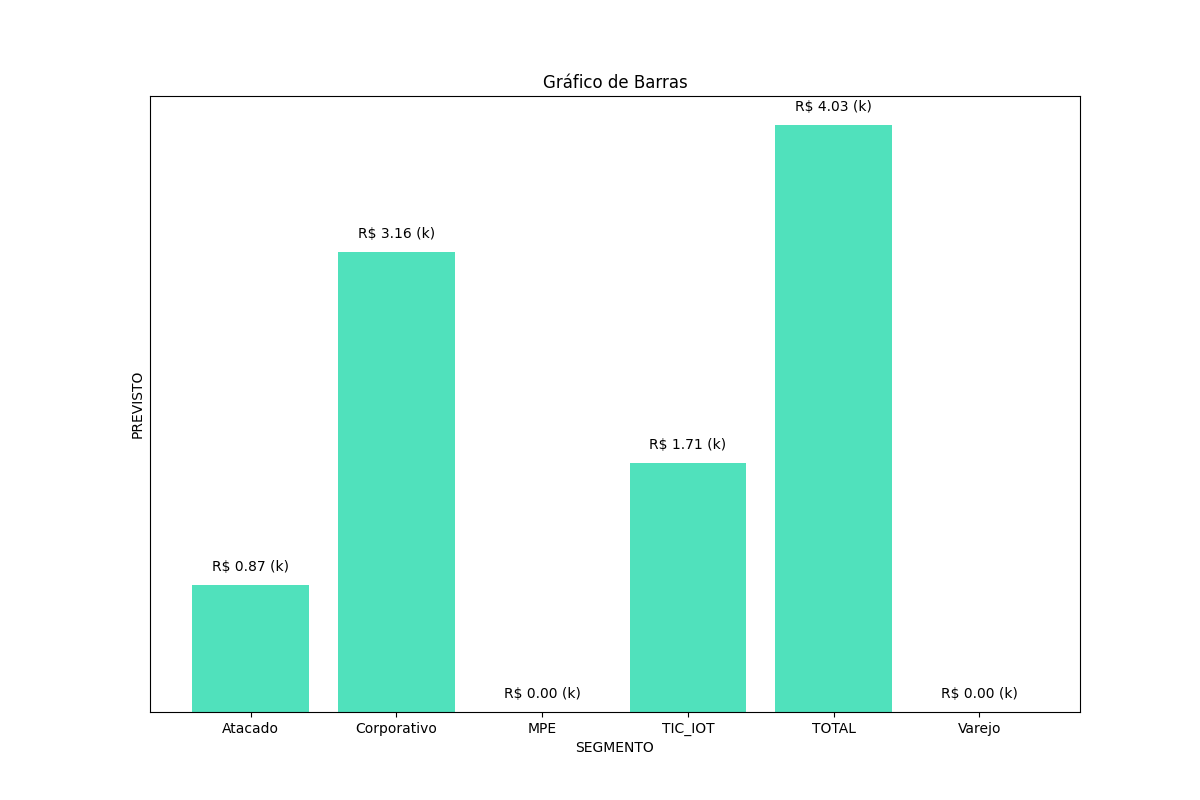 Gráfico de Barras
R$ 4.03 (k)
R$ 3.16 (k)
R$ 1.71 (k)
R$ 0.87 (k)
R$ 0.00 (k)
R$ 0.00 (k)
PREVISTO
Atacado
Corporativo
MPE
TIC_IOT
TOTAL
Varejo
SEGMENTO